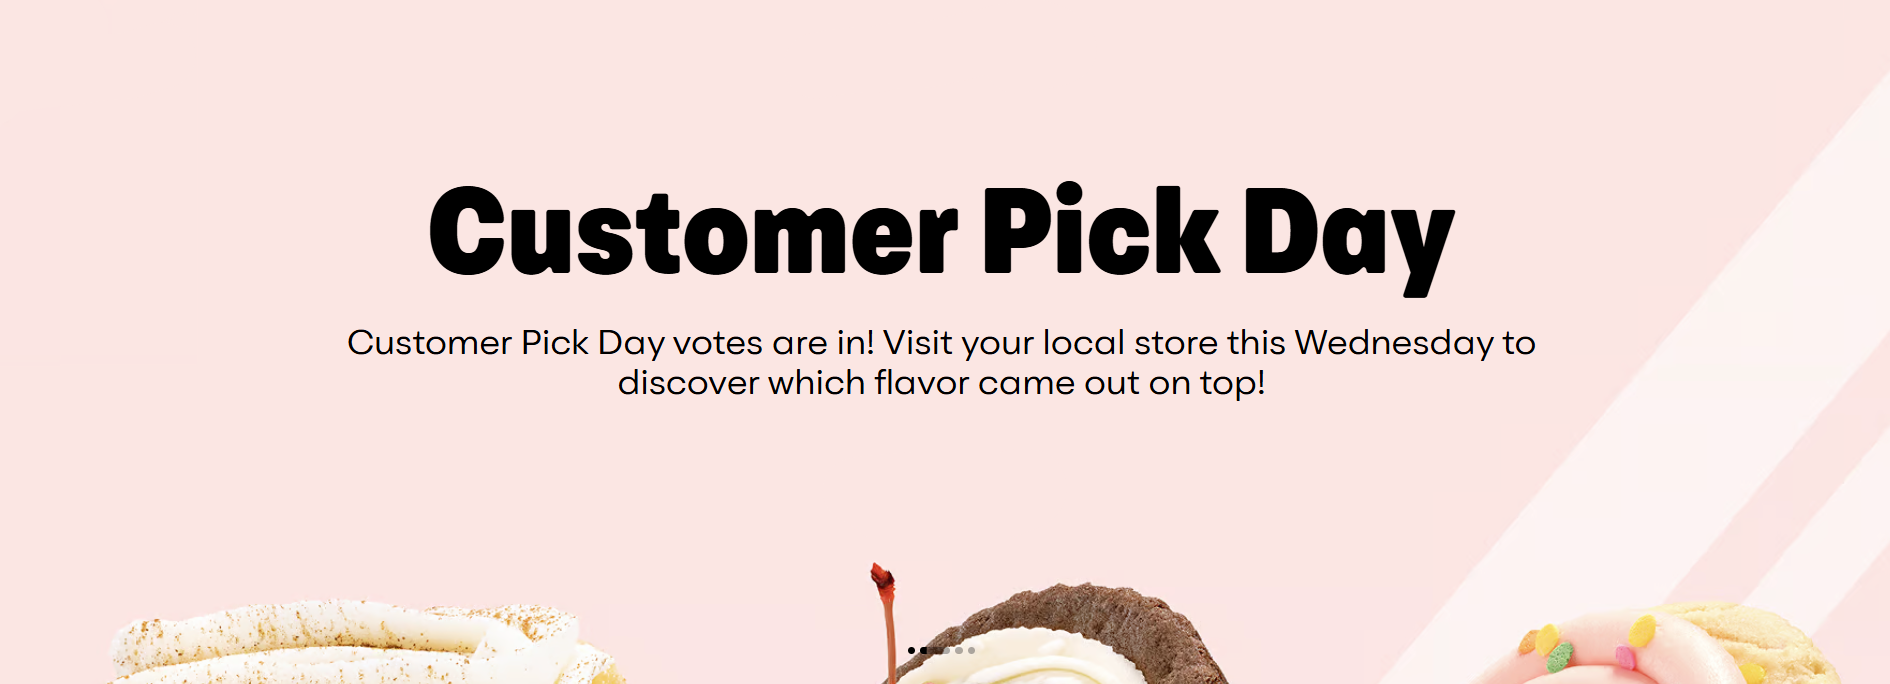 Customer Pick Day
Customer Pick Day votes are in! Visit your local store this Wednesday to
discover which flavor came out on top!